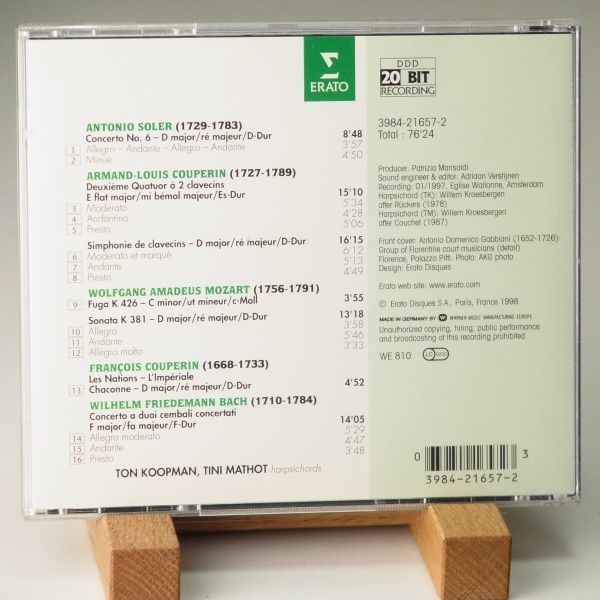 ERATO
DDD
20 BIT
RECORDING
3984-21657-2
Total : 76'24
ANTONIO SOLER (1729-1783)
Concerto No. 6 – D major/ré majeur/D-Dur 8'48
1 Allegro – Andante – Allegro – Andante 3'57
2 Minué 4'50
ARMAND-LOUIS COUPERIN (1727-1789)
Deuxième Quatuor à 2 clavecins
E flat major/mi bémol majeur/Es-Dur 15'10
3 Moderato 5'34
4 Andantino 4'28
5 Presto 5'06
Simphonie de clavecins – D major/ré majeur/D-Dur 16'15
6 Moderato et marqué 6'12
7 Andante 5'13
8 Presto 4'49
WOLFGANG AMADEUS MOZART (1756-1791)
9 Fuga K 426 – C minor/ut mineur/c-Moll 3'55
Sonata K 381 – D major/ré majeur/D-Dur 13'18
10 Allegro 3'58
11 Andante 5'46
12 Allegro molto 3'33
FRANÇOIS COUPERIN (1668-1733)
Les Nations – L'Impériale
13 Chaconne – D major/ré majeur/D-Dur 4'52
WILHELM FRIEDEMANN BACH (1710-1784)
Concerto a duoi cembali concertati
F major/fa majeur/F-Dur 14'05
14 Allegro moderato 5'29
15 Andante 4'47
16 Presto 3'48
TON KOOPMAN, TINI MATHOT harpsichords
Producer: Patrizia Marisaldi
Sound engineer & editor: Adriaan Verstijnen
Recording: 01/1997, Eglise Wallonne, Amsterdam
Harpsichord (TK): Willem Kroesbergen
after Rückers (1978)
Harpsichord (TM): Willem Kroesbergen
after Couchet (1987)
Front cover: Antonio Domenico Gabbiani (1652-1726):
Group of Florentine court musicians (detail)
Florence, Palazzo Pitti. Photo: AKG photo
Design: Erato Disques
Erato web site: www.erato.com
℗ Erato Disques S.A., Paris, France 1998
MADE IN GERMANY BY WARNER MUSIC MANUFACTURING EUROPE
Unauthorized copying, hiring, public performance
and broadcasting of this recording prohibited.
WE 810 LC 0200
0 3
3984-21657-2